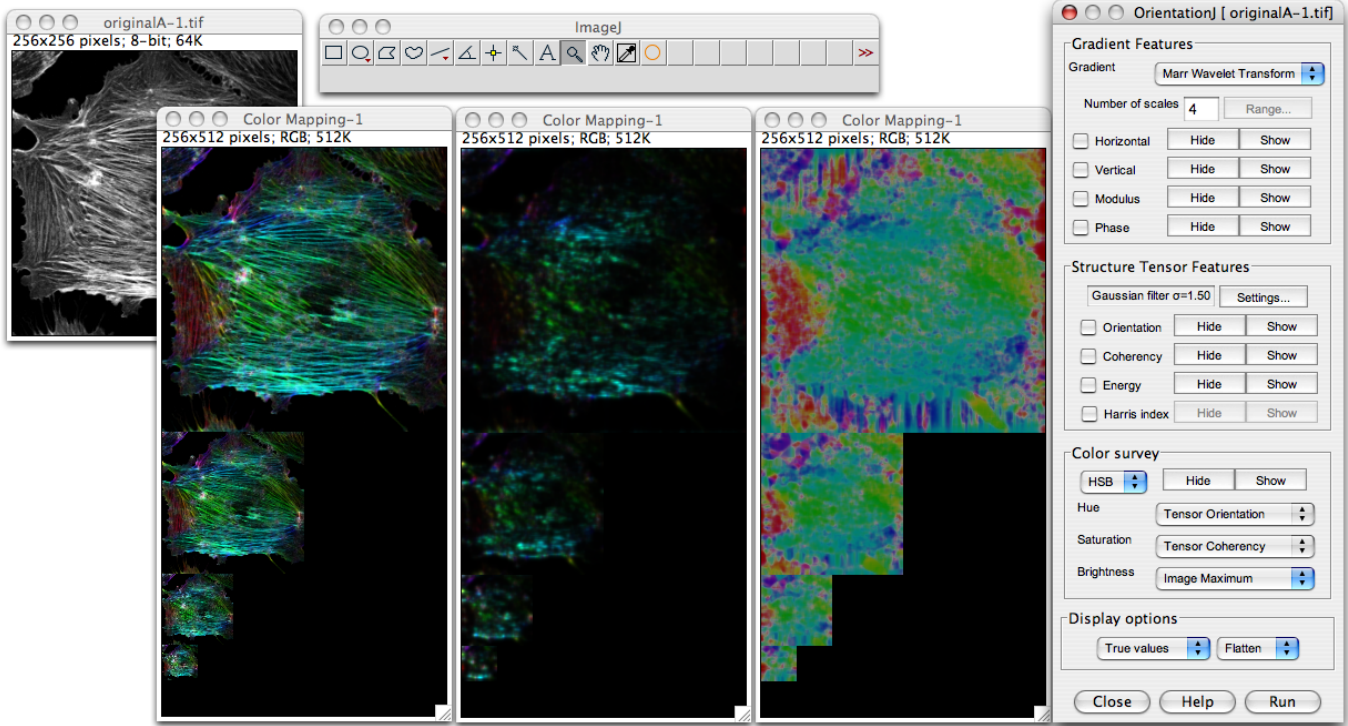 originalA-1.tif
256x256 pixels; 8-bit; 64K
ImageJ
A
>>
Color Mapping-1
256x512 pixels; RGB; 512K
Color Mapping-1
256x512 pixels; RGB; 512K
Color Mapping-1
256x512 pixels; RGB; 512K
OrientationJ [ originalA-1.tif]
Gradient Features
Gradient Marr Wavelet Transform
Number of scales 4 Range...
Horizontal Hide Show
Vertical Hide Show
Modulus Hide Show
Phase Hide Show
Structure Tensor Features
Gaussian filter σ=1.50 Settings...
Orientation Hide Show
Coherency Hide Show
Energy Hide Show
Harris index Hide Show
Color survey
HSB Hide Show
Hue Tensor Orientation
Saturation Tensor Coherency
Brightness Image Maximum
Display options
True values Flatten
Close Help Run